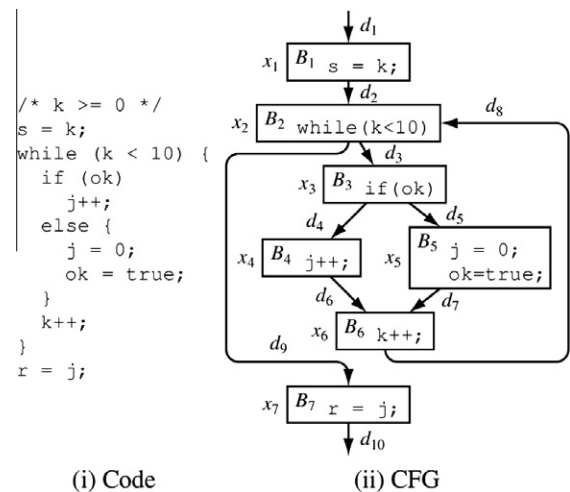 /* k >= 0 */
s = k;
while (k < 10) {
if (ok)
j++;
else {
j = 0;
ok = true;
}
k++;
}
r = j;
(i) Code
d1
x1 B1 s = k;
d2
x2 B2 while(k<10)
d8
d3
x3 B3 if(ok)
d4
d5
x4 B4 j++;
x5 B5 j = 0;
ok=true;
d6
d7
x6 B6 k++;
d9
x7 B7 r = j;
d10
(ii) CFG